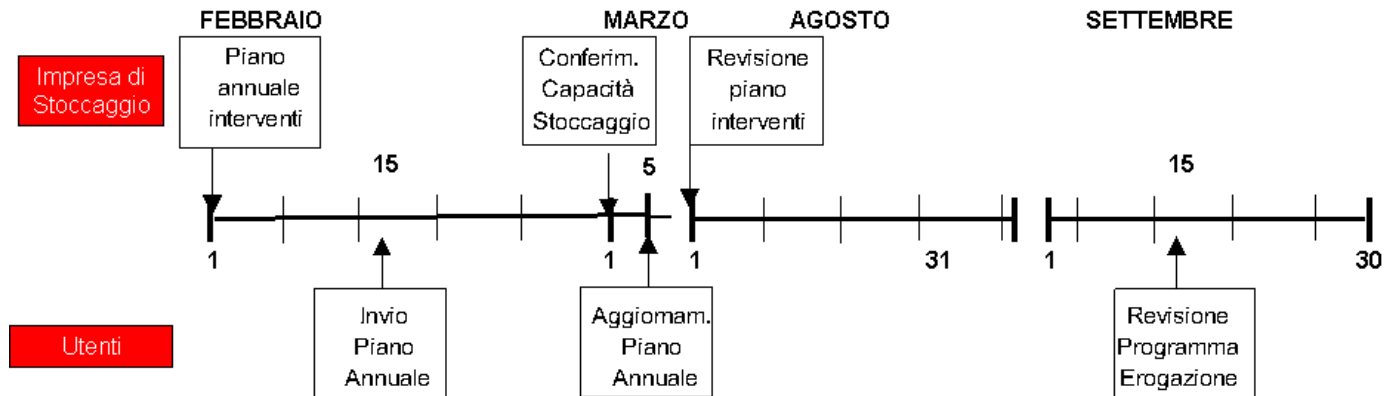 FEBBRAIO
MARZO
AGOSTO
SETTEMBRE
Impresa di
Stoccaggio
Piano
annuale
interventi
Conferim.
Capacità
Stoccaggio
Revisione
piano
interventi
15
5
15
1
1
1
31
1
30
Utenti
Invio
Piano
Annuale
Aggiornam.
Piano
Annuale
Revisione
Programma
Erogazione